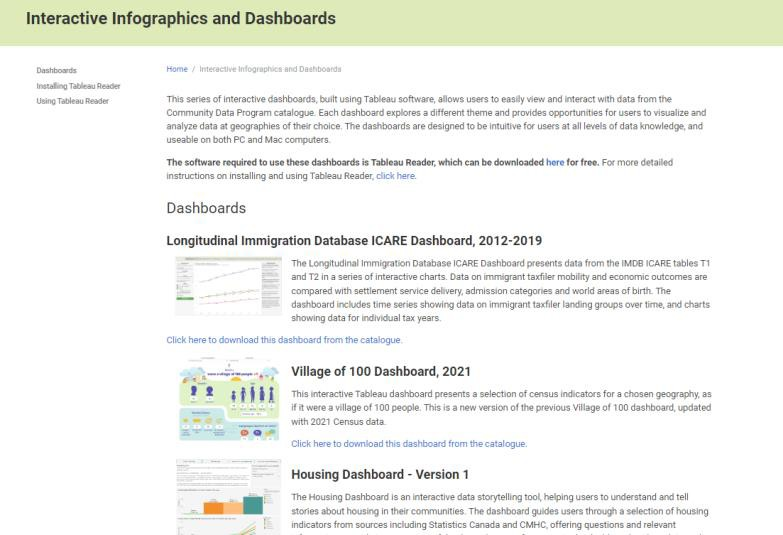 Interactive Infographics and Dashboards
Dashboards
Installing Tableau Reader
Using Tableau Reader
Home / Interactive Infographics and Dashboards
This series of interactive dashboards, built using Tableau software, allows users to easily view and interact with data from the
Community Data Program catalogue. Each dashboard explores a different theme and provides opportunities for users to visualize and
analyze data at geographies of their choice. The dashboards are designed to be intuitive for users at all levels of data knowledge, and
useable on both PC and Mac computers.
The software required to use these dashboards is Tableau Reader, which can be downloaded here for free. For more detailed
instructions on installing and using Tableau Reader, click here.
Dashboards
Longitudinal Immigration Database ICARE Dashboard, 2012-2019
The Longitudinal Immigration Database ICARE Dashboard presents data from the IMDB ICARE tables T1
and T2 in a series of interactive charts. Data on immigrant taxfiler mobility and economic outcomes are
compared with settlement service delivery, admission categories and world areas of birth. The
dashboard includes time series showing data on immigrant taxfiler landing groups over time, and charts
showing data for individual tax years.
Click here to download this dashboard from the catalogue.
Village of 100 Dashboard, 2021
This interactive Tableau dashboard presents a selection of census indicators for a chosen geography, as
if it were a village of 100 people. This is a new version of the previous Village of 100 dashboard, updated
with 2021 Census data.
Click here to download this dashboard from the catalogue.
Housing Dashboard - Version 1
The Housing Dashboard is an interactive data storytelling tool, helping users to understand and tell
stories about housing in their communities. The dashboard guides users through a selection of housing
indicators from sources including Statistics Canada and CMHC, offering questions and relevant